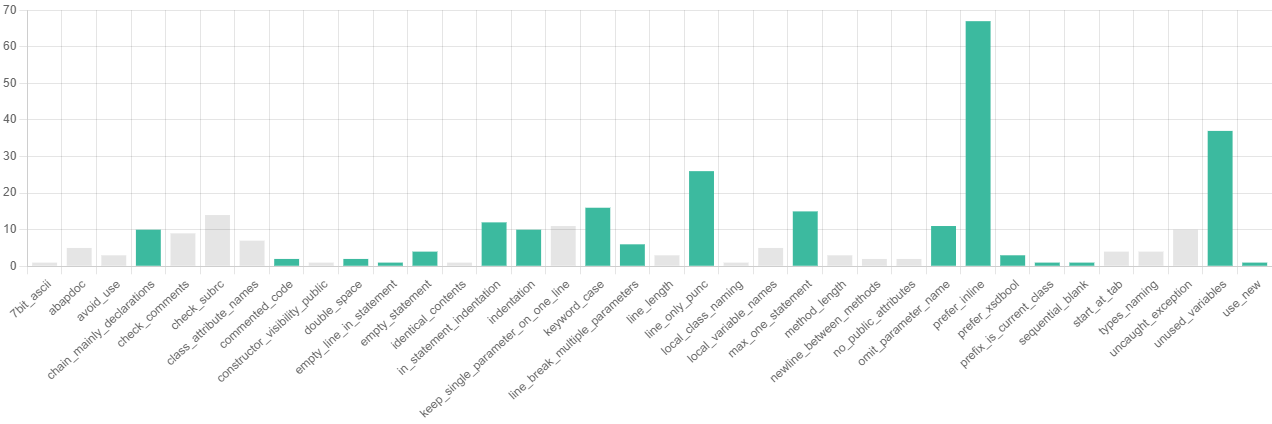 70
60
50
40
30
20
10
0
7bit_ascii
abapdoc
avoid_use
chain_mainly_declarations
check_comments
check_subrc
class_attribute_names
commented_code
constructor_visibility_public
double_space
empty_line_in_statement
empty_statement
identical_contents
in_statement_indentation
indentation
keep_single_parameter_on_one_line
keyword_case
line_break_multiple_parameters
line_length
line_only_punc
local_class_naming
local_variable_names
max_one_statement
method_length
newline_between_methods
no_public_attributes
omit_parameter_name
prefer_inline
prefer_xsdbool
prefix_is_current_class
sequential_blank
start_at_tab
types_naming
uncaught_exception
unused_variables
use_new